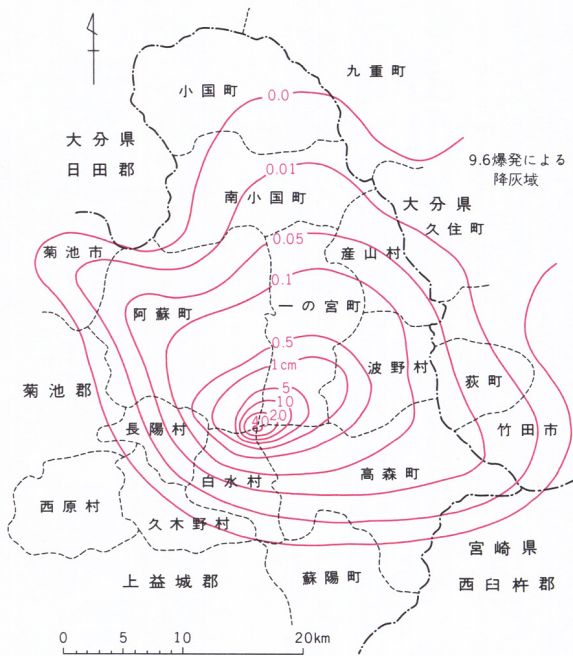 九重町
小国町
0.0
大分県
日田郡
9.6爆発による
降灰域
0.01
南小国町
大分県
久住町
0.05
菊池市
産山村
0.1
阿蘇町
一の宮町
0.5
1cm
波野村
荻町
菊池郡
5
10
20
40
長陽村
竹田市
白水村
高森町
西原村
久木野村
宮崎県
西臼杵郡
上益城郡
蘇陽町
0 5 10 20km